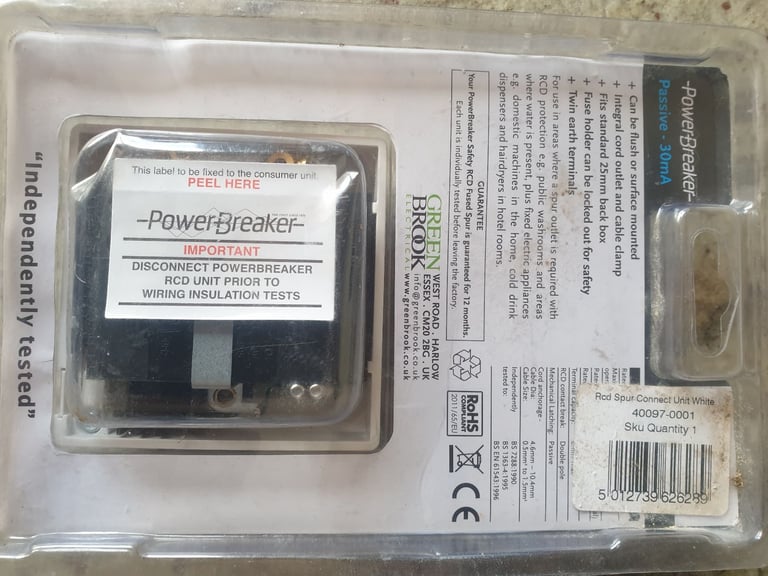 -PowerBreaker-
Passive - 30mA
+ Can be flush or surface mounted
+ Integral cord outlet and cable clamp
+ Fits standard 25mm back box
+ Fuse holder can be locked out for safety
+ Twin earth terminals
For use in areas where a spur outlet is required with
RCD protection e.g. public washrooms and areas
where water is present, plus fixed electric appliances
e.g. domestic machines in the home, cold drink
dispensers and hairdryers in hotel rooms.
GUARANTEE
Your PowerBreaker Safety RCD Fused Spur is guaranteed for 12 months.
Each unit is individually tested before leaving the factory.
GREEN
BROOK
ELECTRICAL
WEST ROAD . HARLOW
ESSEX . CM20 2BG . UK
info@greenbrook.co.uk
www.greenbrook.co.uk
"Independently tested"
This label to be fixed to the consumer unit.
PEEL HERE
-PowerBreaker-
IMPORTANT
DISCONNECT POWERBREAKER
RCD UNIT PRIOR TO
WIRING INSULATION TESTS
Terminal Capacity:
RCD contact break: Double pole
Mechanical Latching: Passive
Cord anchorage -
Cable Dia: 4.6mm - 10.4mm
Cable Size: 0.5mm² to 1.5mm²
Independently BS 7288:1990
tested to: BS 1363-4:1995
BS EN 61543:1996
RoHS
COMPLIANT
2011/65/EU
CE
Rcd Spur Connect Unit White
40097-0001
Sku Quantity 1
5 012739 626289